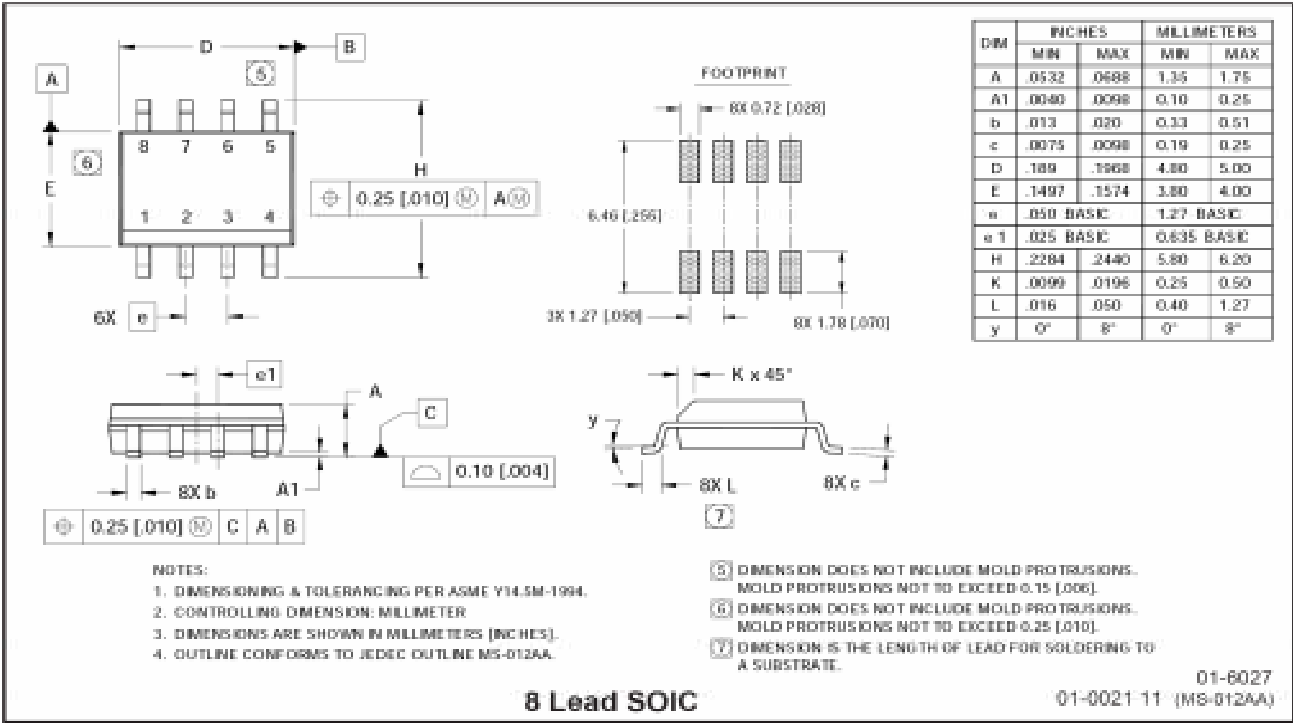 D
B
5
A
8 7 6 5
6
E
H
0.25 [.010] M A M
1 2 3 4
6X e
FOOTPRINT
8X 0.72 [.028]
6.46 [.255]
3X 1.27 [.050]
8X 1.78 [.070]
DIM INCHES MILLIMETERS
MIN MAX MIN MAX
A .0532 .0688 1.35 1.75
A1 .0040 .0098 0.10 0.25
b .013 .020 0.33 0.51
c .0075 .0098 0.19 0.25
D .189 .1968 4.80 5.00
E .1497 .1574 3.80 4.00
e .050 BASIC 1.27 BASIC
e 1 .025 BASIC 0.635 BASIC
H .2284 .2440 5.80 6.20
K .0099 .0196 0.25 0.50
L .016 .050 0.40 1.27
y 0° 8° 0° 8°
e1
A
C
0.10 [.004]
8X b
A1
0.25 [.010] M C A B
K x 45°
y
8X L
8X c
7
NOTES:
1. DIMENSIONING & TOLERANCING PER ASME Y14.5M-1994.
2. CONTROLLING DIMENSION: MILLIMETER
3. DIMENSIONS ARE SHOWN IN MILLIMETERS [INCHES].
4. OUTLINE CONFORMS TO JEDEC OUTLINE MS-012AA.
5 DIMENSION DOES NOT INCLUDE MOLD PROTRUSIONS.
MOLD PROTRUSIONS NOT TO EXCEED 0.15 [.006].
6 DIMENSION DOES NOT INCLUDE MOLD PROTRUSIONS.
MOLD PROTRUSIONS NOT TO EXCEED 0.25 [.010].
7 DIMENSION IS THE LENGTH OF LEAD FOR SOLDERING TO
A SUBSTRATE.
8 Lead SOIC
01-6027
01-0021 11 (MS-012AA)